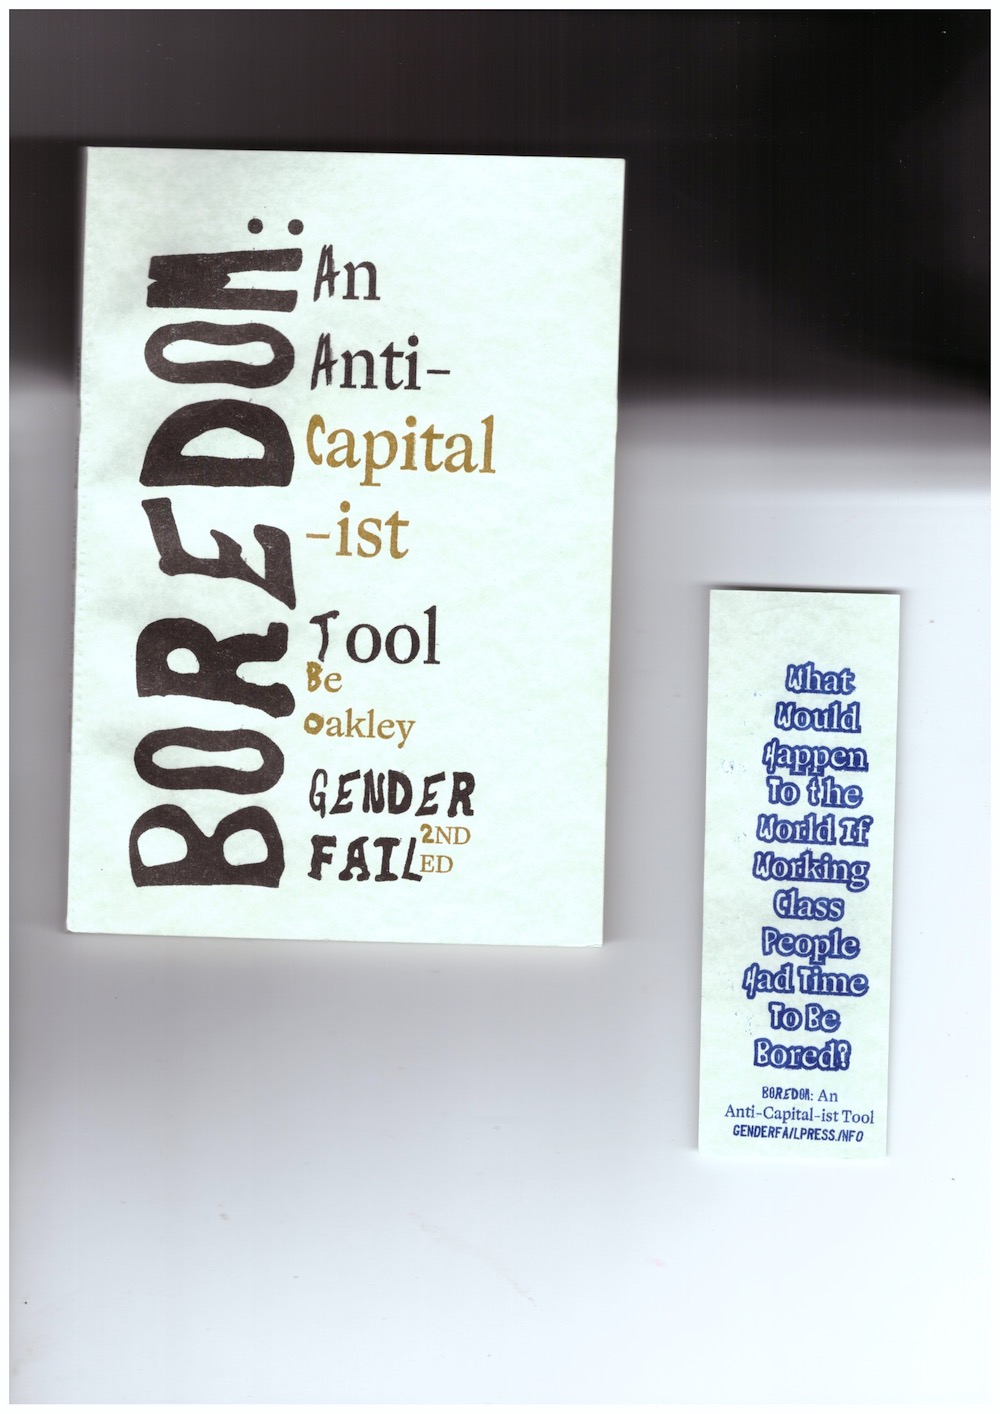 BOREDOM:
An
Anti-
Capital
-ist
Tool
Be
Oakley
GENDER
FAIL
2ND
ED
What
Would
Happen
To the
World If
Working
Class
People
Had Time
To Be
Bored?
BOREDOM: An
Anti-Capital-ist Tool
GENDERFAILPRESS.INFO